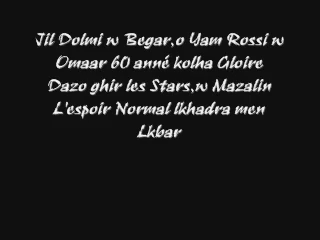 Jil Dolmi w Begar,o Yam Rossi w
Omaar 60 anné kolha Gloire
Dazo ghir les Stars,w Mazalin
L'espoir Normal lkhadra men
Lkbar